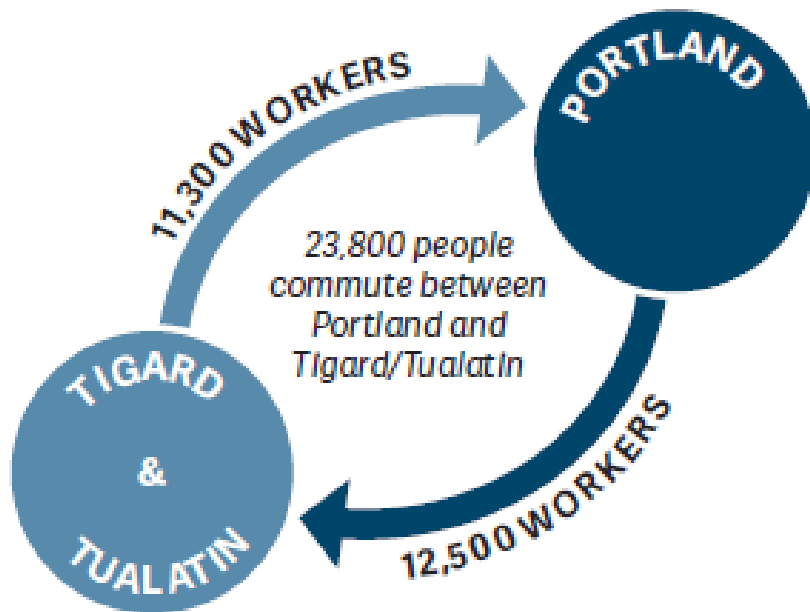 PORTLAND
11,300 WORKERS
23,800 people
commute between
Portland and
Tigard/Tualatin
TIGARD
&
TUALATIN
12,500 WORKERS